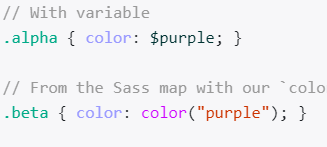 // With variable
.alpha { color: $purple; }
// From the Sass map with our `colo
.beta { color: color("purple"); }